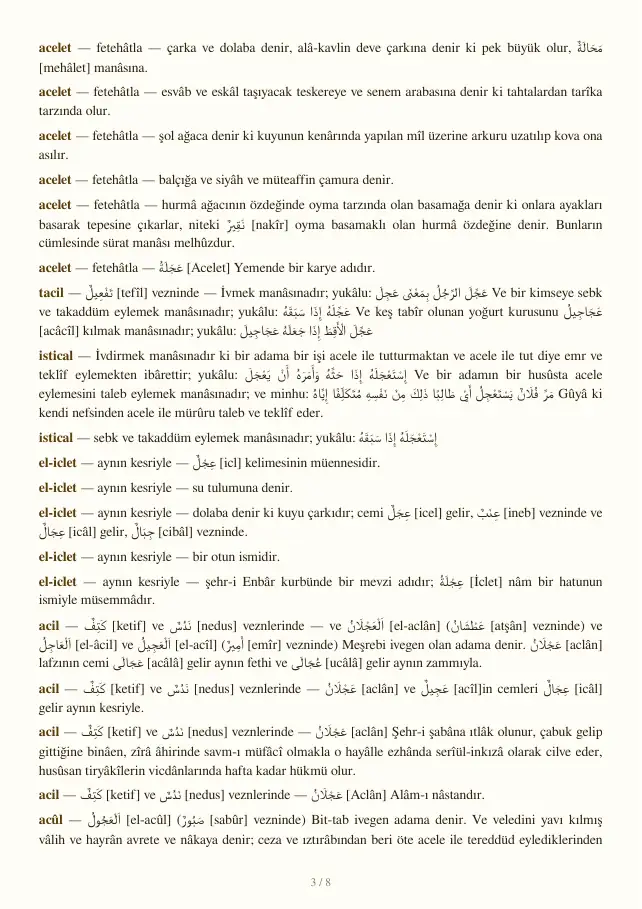 acelet — fetehâtla — çarka ve dolaba denir, alâ-kavlin deve çarkına denir ki pek büyük olur, مَحَالَةٌ
[mehâlet] manâsına.
acelet — fetehâtla — esvâb ve eskâl taşıyacak teskereye ve senem arabasına denir ki tahtalardan tarîka
tarzında olur.
acelet — fetehâtla — şol ağaca denir ki kuyunun kenârında yapılan mîl üzerine arkuru uzatılıp kova ona
asılır.
acelet — fetehâtla — balçığa ve siyâh ve müteaffin çamura denir.
acelet — fetehâtla — hurmâ ağacının özdeğinde oyma tarzında olan basamağa denir ki onlara ayakları
basarak tepesine çıkarlar, niteki نَقِيرٌ [nakîr] oyma basamaklı olan hurmâ özdeğine denir. Bunların
cümlesinde sürat manâsı melhûzdur.
acelet — fetehâtla — عَجَلَةُ [Acelet] Yemende bir karye adıdır.
tacil — تَفْعِيلٌ [tefîl] vezninde — İvmek manâsınadır; yukâlu: عَجَّلَ الرَّجُلُ بِمَعْنَى عَجِلَ Ve bir kimseye sebk
ve takaddüm eylemek manâsınadır; yukâlu: عَجَّلَهُ إِذَا سَبَقَهُ Ve keş tabîr olunan yoğurt kurusunu عَجَاجِيلُ
[acâcîl] kılmak manâsınadır; yukâlu: عَجَّلَ الْأَقِطَ إِذَا جَعَلَهُ عَجَاجِيلَ
istical — İvdirmek manâsınadır ki bir adama bir işi acele ile tutturmaktan ve acele ile tut diye emr ve
teklîf eylemekten ibârettir; yukâlu: إِسْتَعْجَلَهُ إِذَا حَثَّهُ وَأَمَرَهُ أَنْ يَعْجَلَ Ve bir adamın bir husûsta acele
eylemesini taleb eylemek manâsınadır; ve minhu: مَرَّ فُلَانٌ يَسْتَعْجِلُ أَيْ طَالِبًا ذَلِكَ مِنْ نَفْسِهِ مُتَكَلِّفًا إِيَّاهُ Gûyâ ki
kendi nefsinden acele ile mürûru taleb ve teklîf eder.
istical — sebk ve takaddüm eylemek manâsınadır; yukâlu: إِسْتَعْجَلَهُ إِذَا سَبَقَهُ
el-iclet — aynın kesriyle — عِجْلٌ [icl] kelimesinin müennesidir.
el-iclet — aynın kesriyle — su tulumuna denir.
el-iclet — aynın kesriyle — dolaba denir ki kuyu çarkıdır; cemi عِجَلٌ [icel] gelir, عِنَبٌ [ineb] vezninde ve
عِجَالٌ [icâl] gelir, جِبَالٌ [cibâl] vezninde.
el-iclet — aynın kesriyle — bir otun ismidir.
el-iclet — aynın kesriyle — şehr-i Enbâr kurbünde bir mevzi adıdır; عِجْلَةُ [İclet] nâm bir hatunun
ismiyle müsemmâdır.
acil — كَتِفٌ [ketif] ve نَدُسٌ [nedus] veznlerinde — ve اَلْعَجْلَانُ [el-aclân] (عَطْشَانُ [atşân] vezninde) ve
اَلْعَاجِلُ [el-âcil] ve اَلْعَجِيلُ [el-acîl] (أَمِيرٌ [emîr] vezninde) Meşrebi ivegen olan adama denir. عَجْلَانُ [aclân]
lafzının cemi عَجَالَى [acâlâ] gelir aynın fethi ve عُجَالَى [ucâlâ] gelir aynın zammıyla.
acil — كَتِفٌ [ketif] ve نَدُسٌ [nedus] veznlerinde — عَجْلَانُ [aclân] ve عَجِيلٌ [acîl]in cemleri عِجَالٌ [icâl]
gelir aynın kesriyle.
acil — كَتِفٌ [ketif] ve نَدُسٌ [nedus] veznlerinde — عَجْلَانُ [aclân] Şehr-i şabâna ıtlâk olunur, çabuk gelip
gittiğine binâen, zîrâ âhirinde savm-ı müfâcî olmakla o hayâlle ezhânda serîül-inkızâ olarak cilve eder,
husûsan tiryâkîlerin vicdânlarında hafta kadar hükmü olur.
acil — كَتِفٌ [ketif] ve نَدُسٌ [nedus] veznlerinde — عَجْلَانُ [Aclân] Alâm-ı nâstandır.
acûl — اَلْعَجُولُ [el-acûl] (صَبُورٌ [sabûr] vezninde) Bit-tab ivegen adama denir. Ve veledini yavı kılmış
vâlih ve hayrân avrete ve nâkaya denir; ceza ve ıztırâbından beri öte acele ile tereddüd eylediklerinden
3 / 8